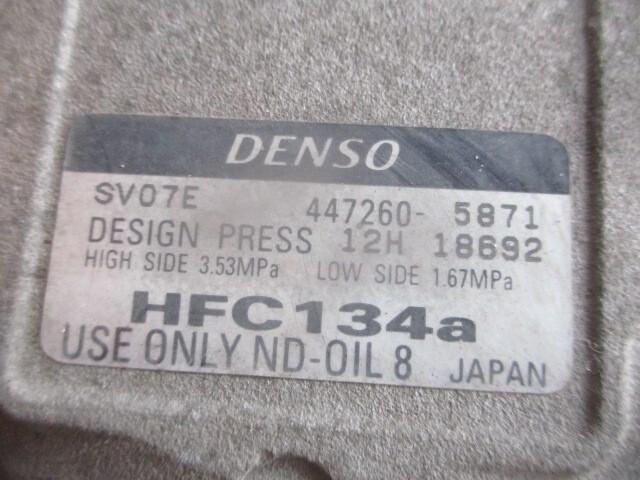 DENSO
SV07E 447260- 5871
DESIGN PRESS 12H 18692
HIGH SIDE 3.53MPa LOW SIDE 1.67MPa
HFC134a
USE ONLY ND-OIL 8 JAPAN